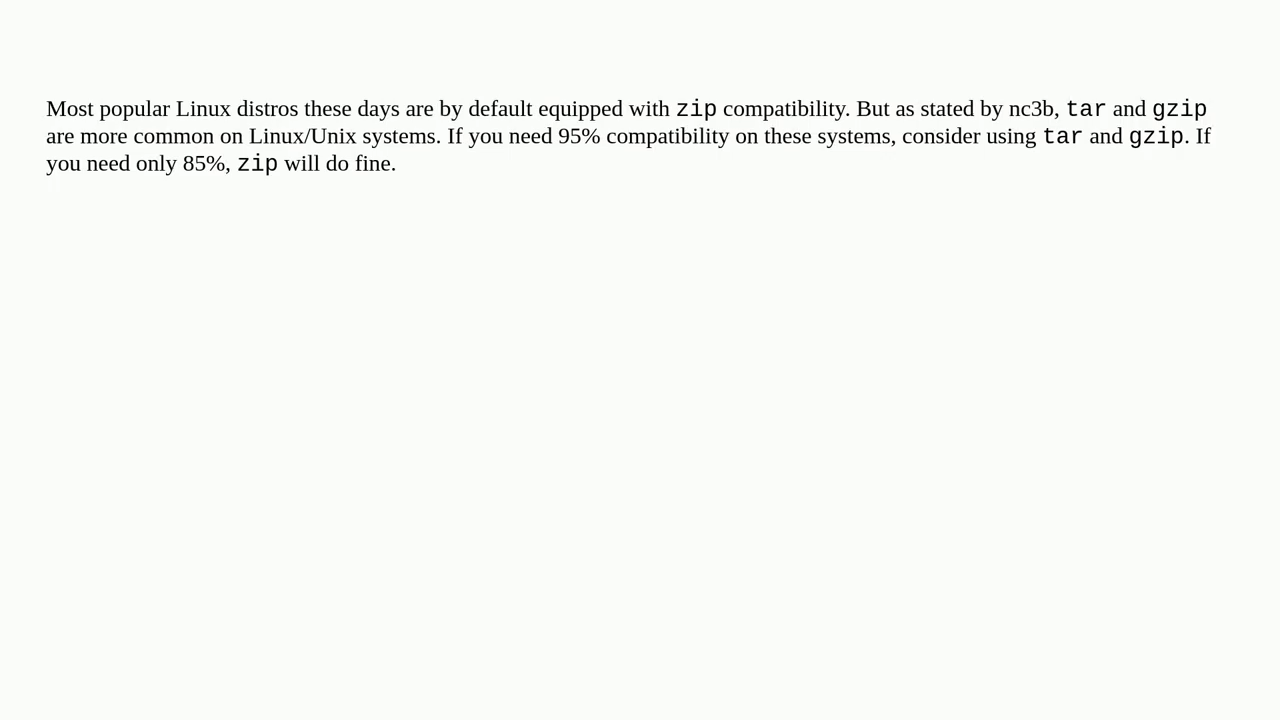 Most popular Linux distros these days are by default equipped with zip compatibility. But as stated by nc3b, tar and gzip
are more common on Linux/Unix systems. If you need 95% compatibility on these systems, consider using tar and gzip. If
you need only 85%, zip will do fine.